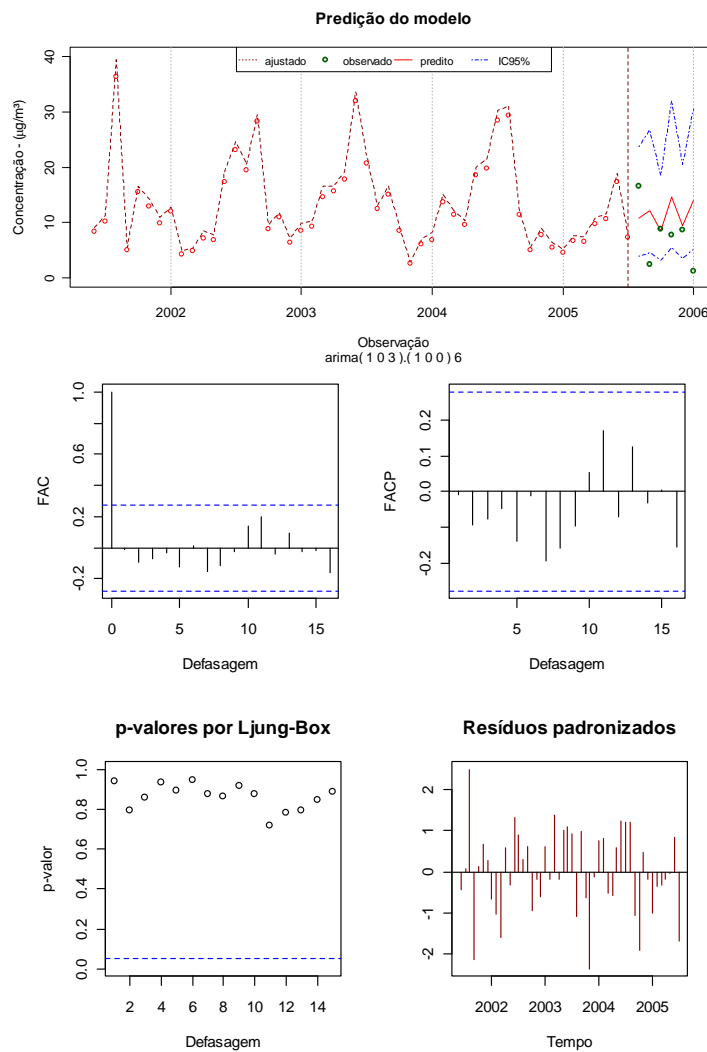 Predição do modelo
ajustado observado predito IC95%
Concentração - (µg/m³)
40
30
20
10
0
2002 2003 2004 2005 2006
Observação
arima( 1 0 3 ).( 1 0 0 ) 6
FAC
1.0
0.6
0.2
-0.2
0 5 10 15
Defasagem
FACP
0.2
0.0
-0.2
5 10 15
Defasagem
p-valores por Ljung-Box
p-valor
1.0
0.8
0.6
0.4
0.2
0.0
2 4 6 8 10 12 14
Defasagem
Resíduos padronizados
2
1
0
-1
-2
2002 2003 2004 2005
Tempo